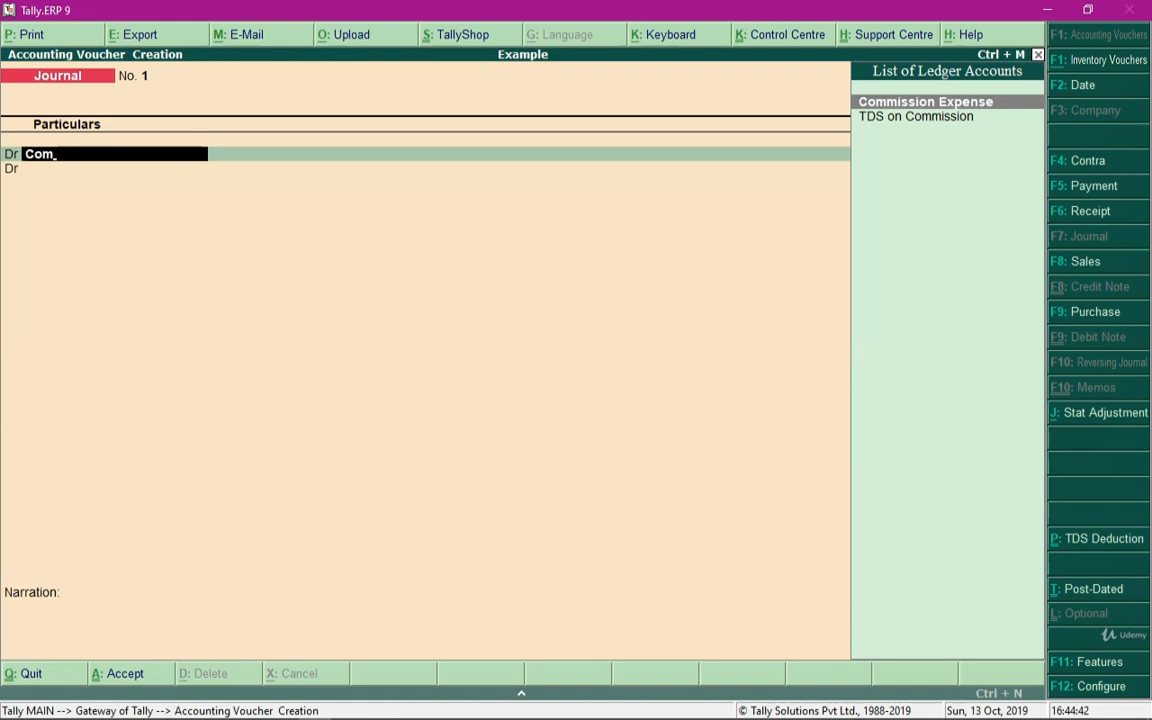 Tally.ERP 9
P: Print
E: Export
M: E-Mail
O: Upload
S: TallyShop
G: Language
K: Keyboard
K: Control Centre
H: Support Centre
H: Help
Accounting Voucher Creation
Example
Ctrl + M
Journal No. 1
Particulars
Dr Com
Dr
Narration:
List of Ledger Accounts
Commission Expense
TDS on Commission
F1: Accounting Vouchers
F1: Inventory Vouchers
F2: Date
F3: Company
F4: Contra
F5: Payment
F6: Receipt
F7: Journal
F8: Sales
F8: Credit Note
F9: Purchase
F9: Debit Note
F10: Reversing Journal
F10: Memos
J: Stat Adjustment
P: TDS Deduction
T: Post-Dated
L: Optional
Udemy
F11: Features
F12: Configure
Q: Quit
A: Accept
D: Delete
X: Cancel
Ctrl + N
Tally MAIN --> Gateway of Tally --> Accounting Voucher Creation
© Tally Solutions Pvt Ltd., 1988-2019
Sun, 13 Oct, 2019
16:44:42